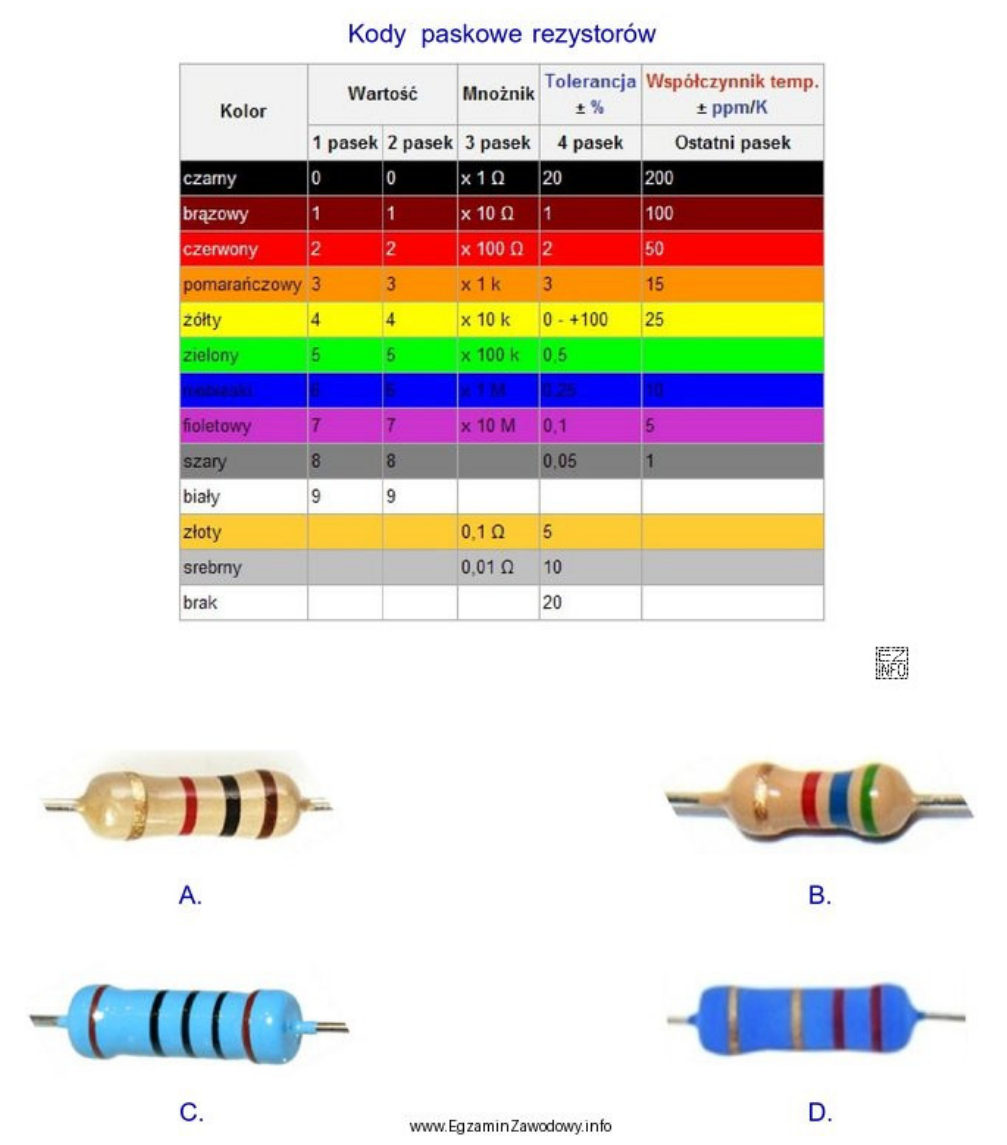 Kody paskowe rezystorów
Kolor Wartość Mnożnik Tolerancja ± % Współczynnik temp. ± ppm/K
1 pasek 2 pasek 3 pasek 4 pasek Ostatni pasek
czarny 0 0 x 1 Ω 20 200
brązowy 1 1 x 10 Ω 1 100
czerwony 2 2 x 100 Ω 2 50
pomarańczowy 3 3 x 1 k 3 15
żółty 4 4 x 10 k 0 - +100 25
zielony 5 5 x 100 k 0,5
niebieski 6 6 x 1 M 0,25 10
fioletowy 7 7 x 10 M 0,1 5
szary 8 8 0,05 1
biały 9 9
złoty 0,1 Ω 5
srebrny 0,01 Ω 10
brak 20
EZ
INFO
A.
B.
C.
D.
www.EgzaminZawodowy.info